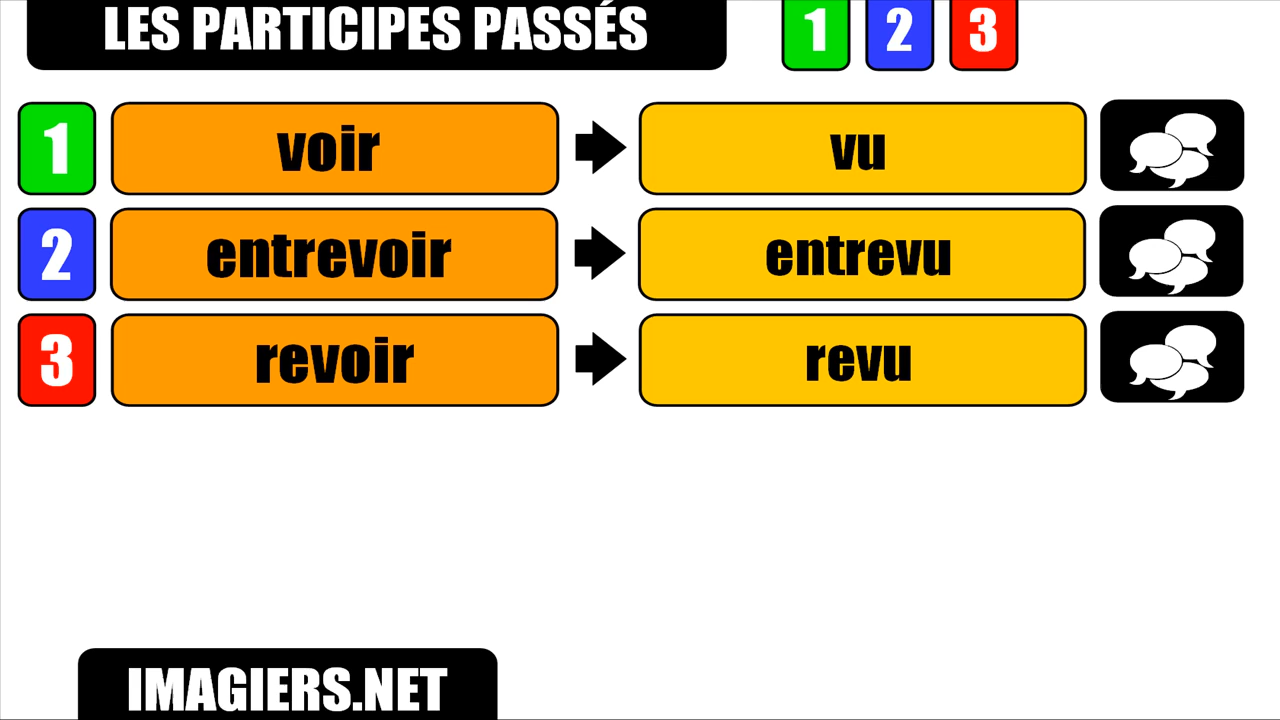 LES PARTICIPES PASSÉS 1 2 3
1 voir vu
2 entrevoir entrevu
3 revoir revu
IMAGIERS.NET